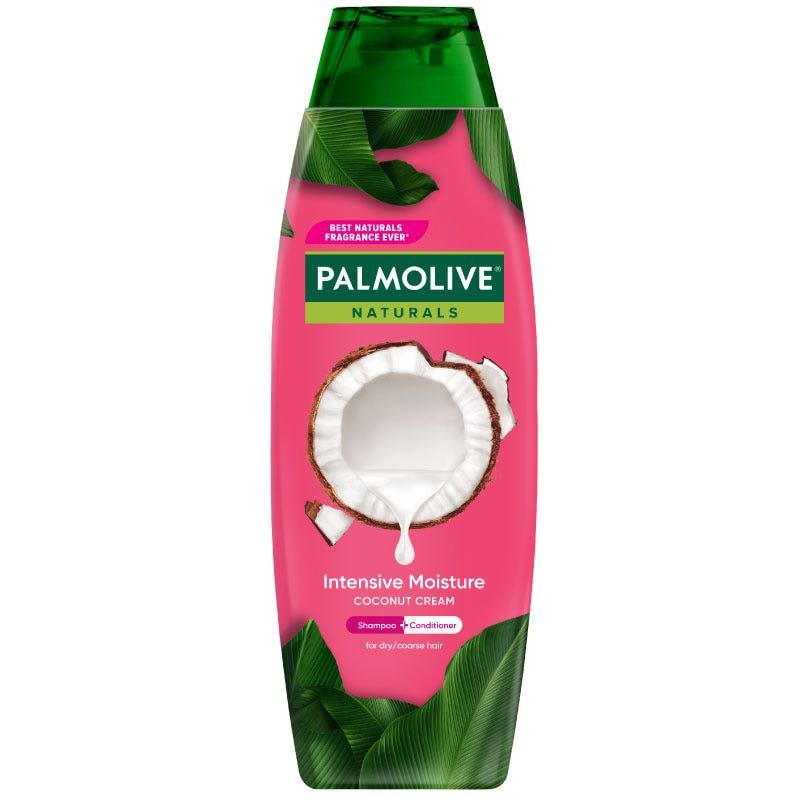 BEST NATURALS
FRAGRANCE EVER*
PALMOLIVE®
NATURALS
Intensive Moisture
COCONUT CREAM
Shampoo + Conditioner
for dry/coarse hair